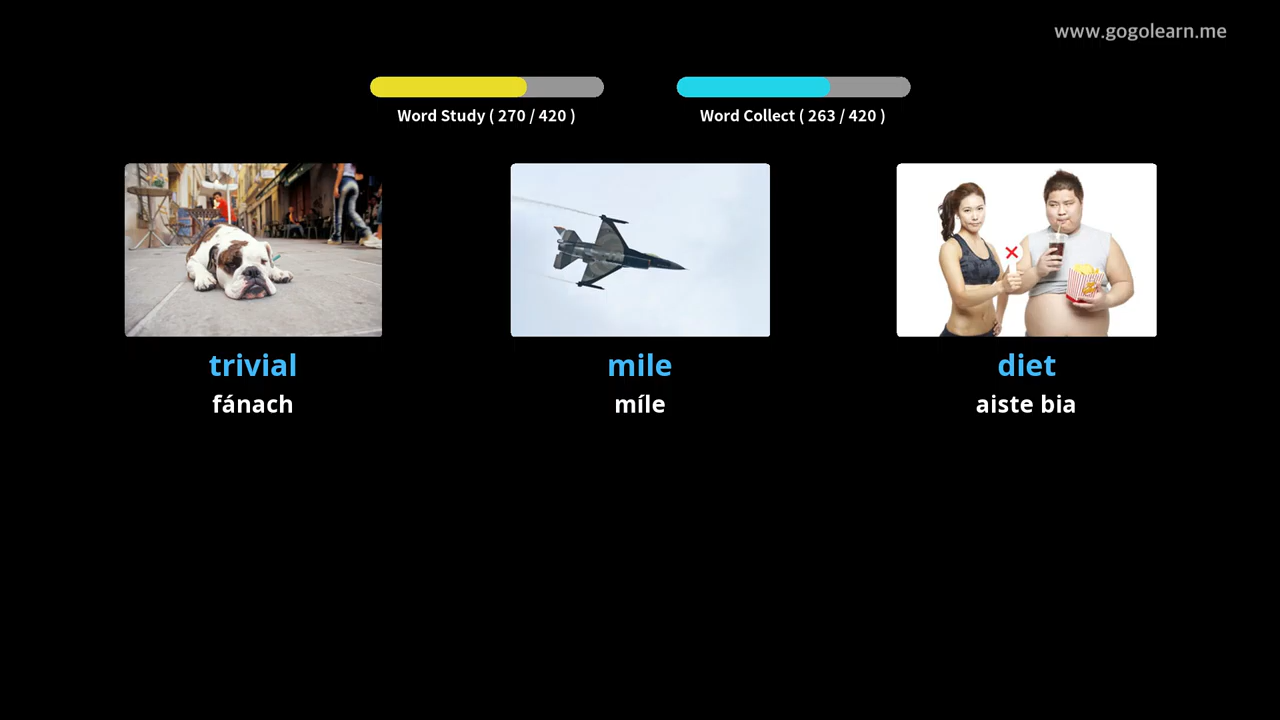 www.gogolearn.me
Word Study ( 270 / 420 )
Word Collect ( 263 / 420 )
trivial
fánach
mile
míle
diet
aiste bia